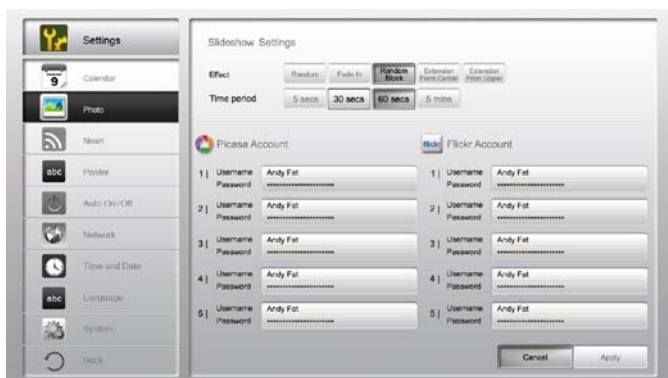 Settings
9
Calendar
Photo
News
abc Poster
Auto On/Off
Network
Time and Date
abc Language
System
Back
Slideshow Settings
Effect Random Fade In Random Block Extension From Center Extension From Upper
Time period 5 secs 30 secs 60 secs 5 mins
Picasa Account
1| Username Andy Fat
Password ••••••••••••••••••••••
2| Username Andy Fat
Password ••••••••••••••••••••••
3| Username Andy Fat
Password ••••••••••••••••••••••
4| Username Andy Fat
Password ••••••••••••••••••••••
5| Username Andy Fat
Password ••••••••••••••••••••••
flickr Flickr Account
1| Username Andy Fat
Password ••••••••••••••••••••••
2| Username Andy Fat
Password ••••••••••••••••••••••
3| Username Andy Fat
Password ••••••••••••••••••••••
4| Username Andy Fat
Password ••••••••••••••••••••••
5| Username Andy Fat
Password ••••••••••••••••••••••
Cancel Apply